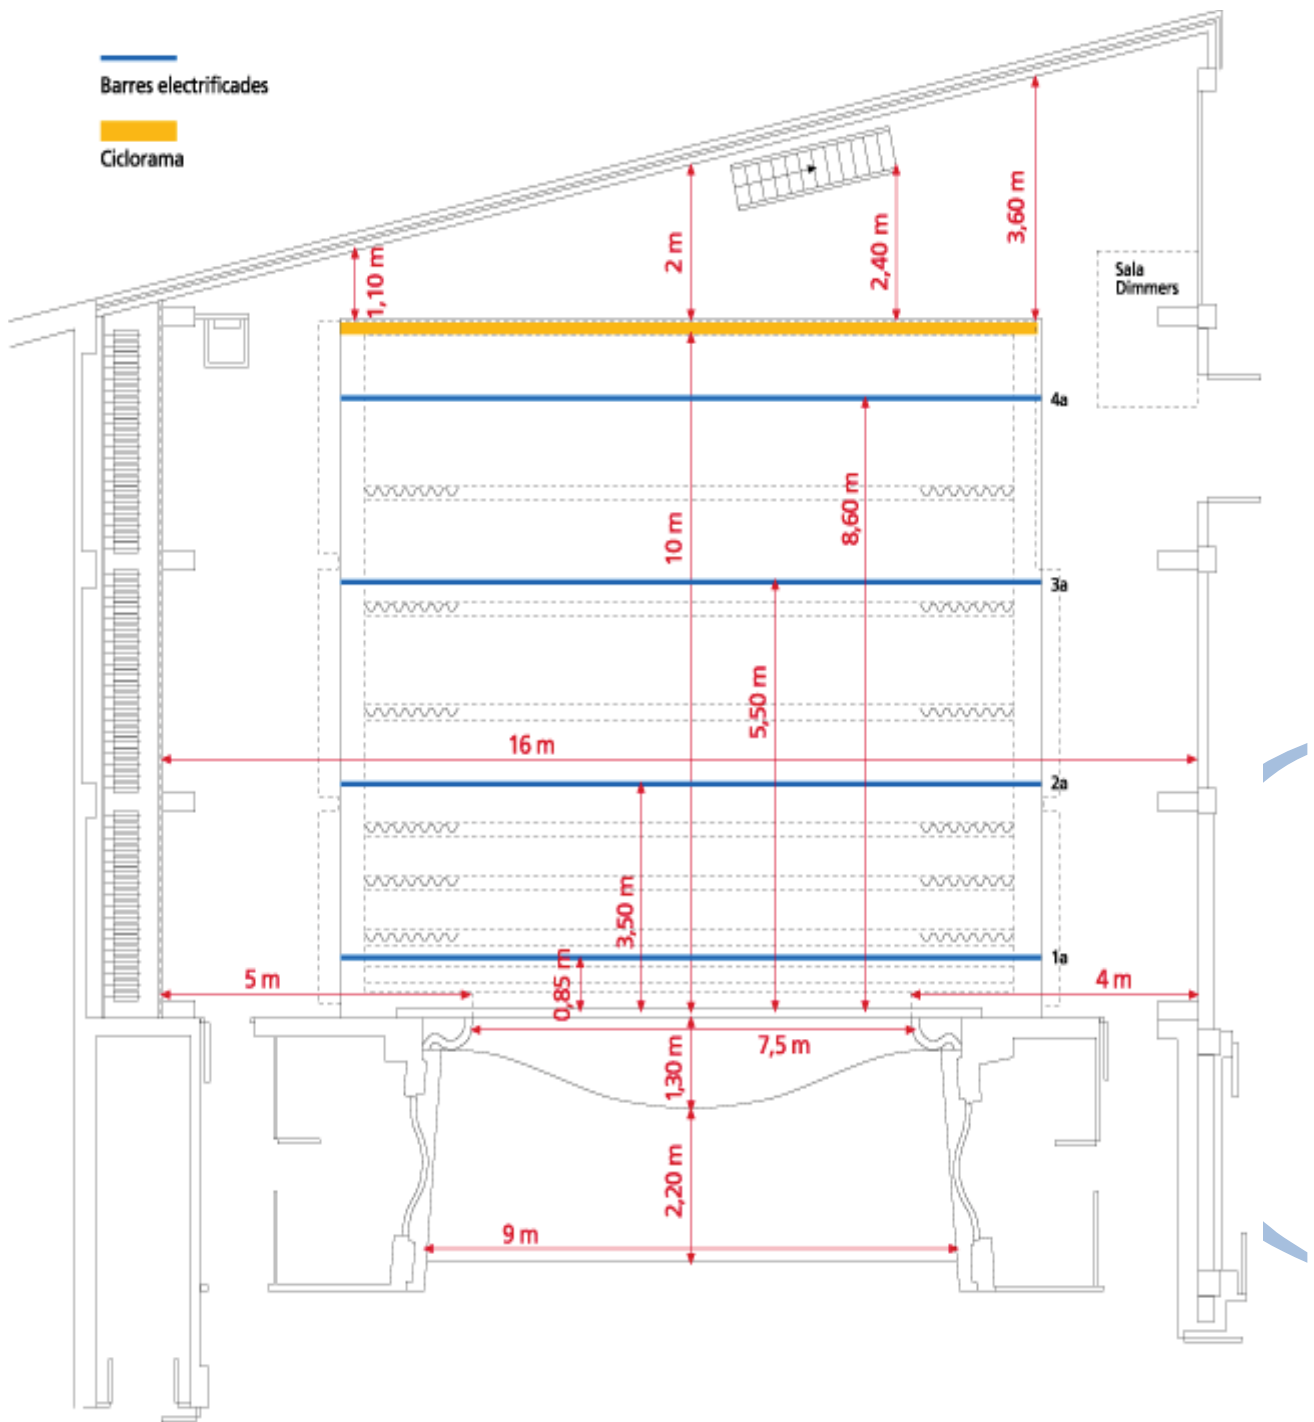 Barres electrificades
Ciclorama
1,10 m
2 m
2,40 m
3,60 m
Sala
Dimmers
4a
10 m
8,60 m
3a
5,50 m
16 m
2a
3,50 m
1a
0,85 m
5 m
4 m
7,5 m
1,30 m
2,20 m
9 m